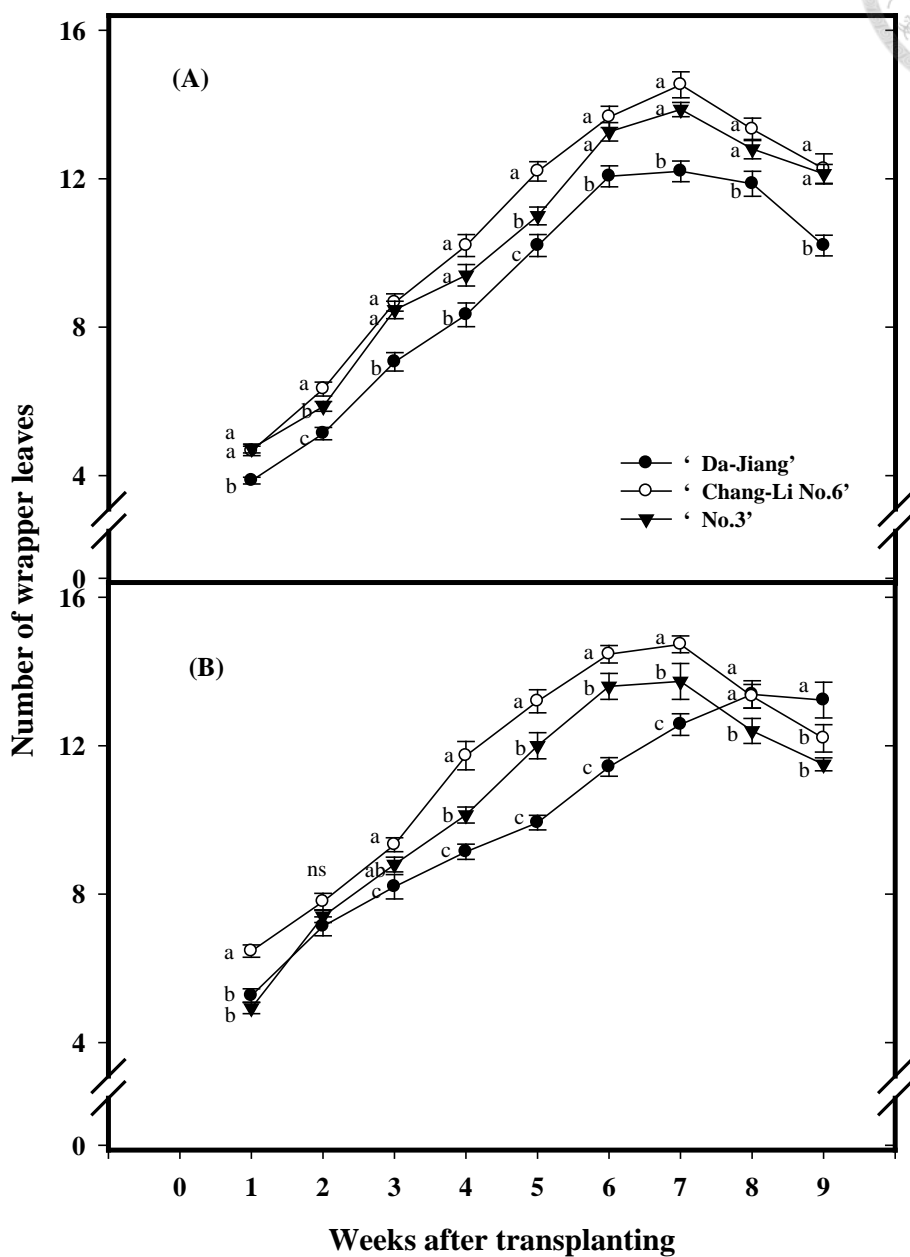 16
(A)
a
a
a
a
a
a
b
a
a
a
a
b
a
b
b
a
b
c
12
a
a
b
a
b
a
a
b
8
a
b
c
a
a
b
4
‘ Da-Jiang’
‘ Chang-Li No.6’
‘ No.3’
0
Number of wrapper leaves
16
(B)
a
a
a
a
a
b
b
a
b
c
b
b
12
a
b
c
c
a
b
c
a
ab
c
ns
8
a
b
b
4
0
0 1 2 3 4 5 6 7 8 9
Weeks after transplanting